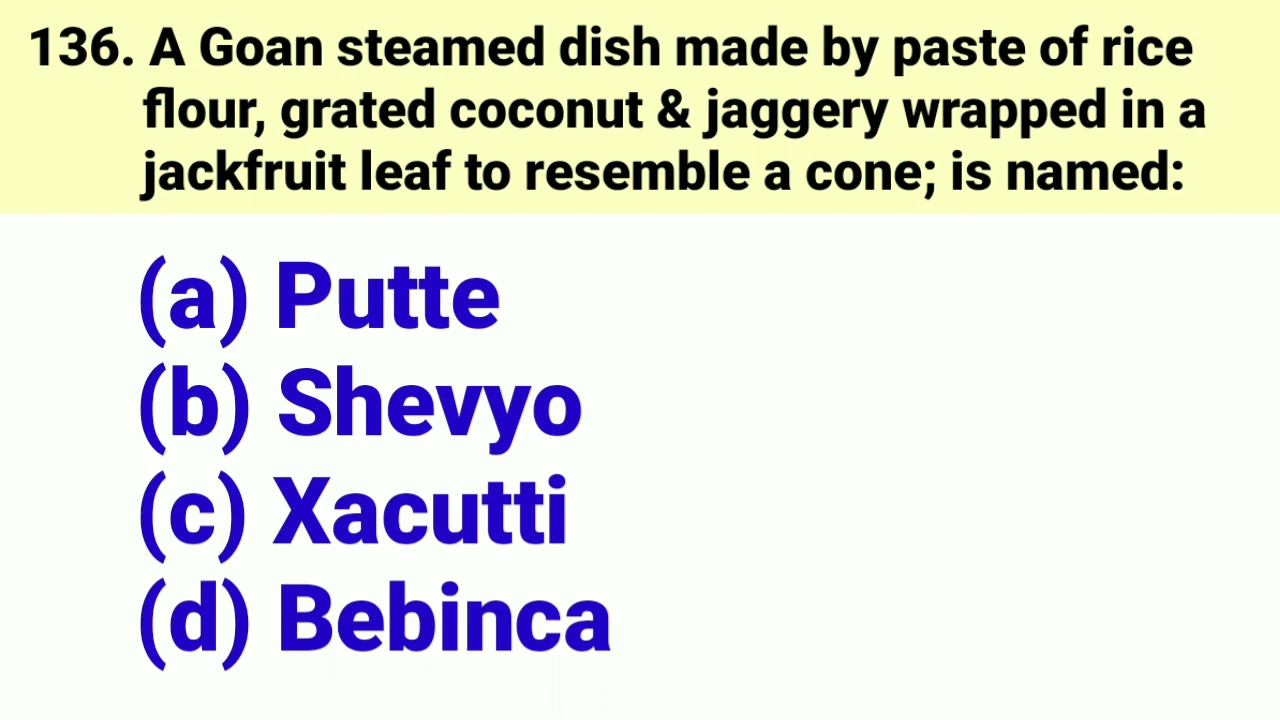 136. A Goan steamed dish made by paste of rice
flour, grated coconut & jaggery wrapped in a
jackfruit leaf to resemble a cone; is named:
(a) Putte
(b) Shevyo
(c) Xacutti
(d) Bebinca